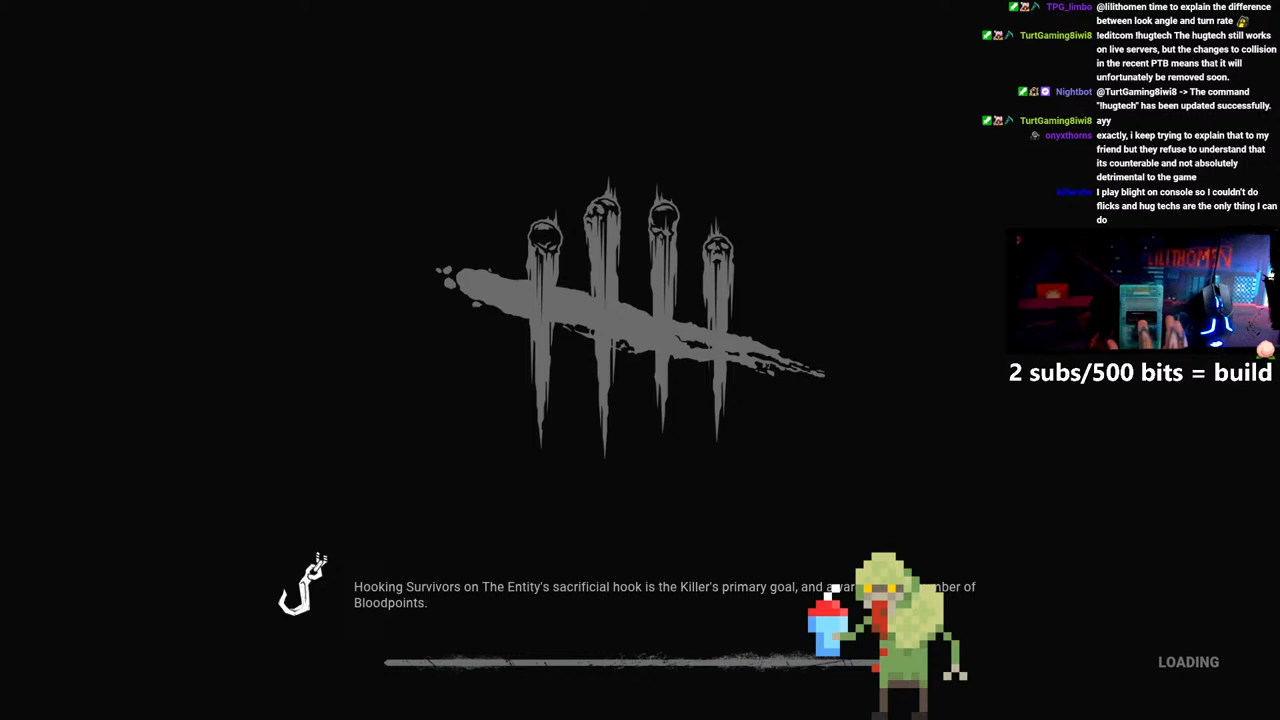 TPG_limbo @lilithomen time to explain the difference
between look angle and turn rate
TurtGaming8iwi8 !editcom !hugtech The hugtech still works
on live servers, but the changes to collision
in the recent PTB means that it will
unfortunately be removed soon.
Nightbot @TurtGaming8iwi8 -> The command
"!hugtech" has been updated successfully.
TurtGaming8iwi8 ayy
onyxthorns exactly, i keep trying to explain that to my
friend but they refuse to understand that
its counterable and not absolutely
detrimental to the game
I play blight on console so I couldn't do
flicks and hug techs are the only thing I can
do
LILITHOMEN
2 subs/500 bits = build
Hooking Survivors on The Entity's sacrificial hook is the Killer's primary goal, and of
Bloodpoints.
LOADING